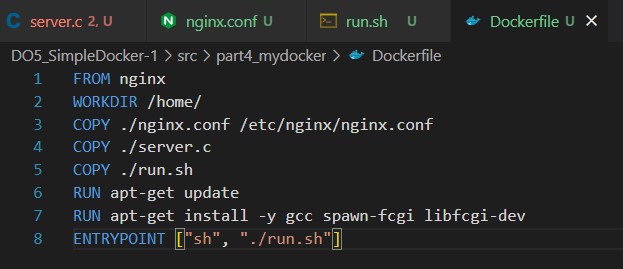 server.c 2, U nginx.conf U run.sh U Dockerfile U
DO5_SimpleDocker-1 > src > part4_mydocker > Dockerfile
1 FROM nginx
2 WORKDIR /home/
3 COPY ./nginx.conf /etc/nginx/nginx.conf
4 COPY ./server.c
5 COPY ./run.sh
6 RUN apt-get update
7 RUN apt-get install -y gcc spawn-fcgi libfcgi-dev
8 ENTRYPOINT ["sh", "./run.sh"]